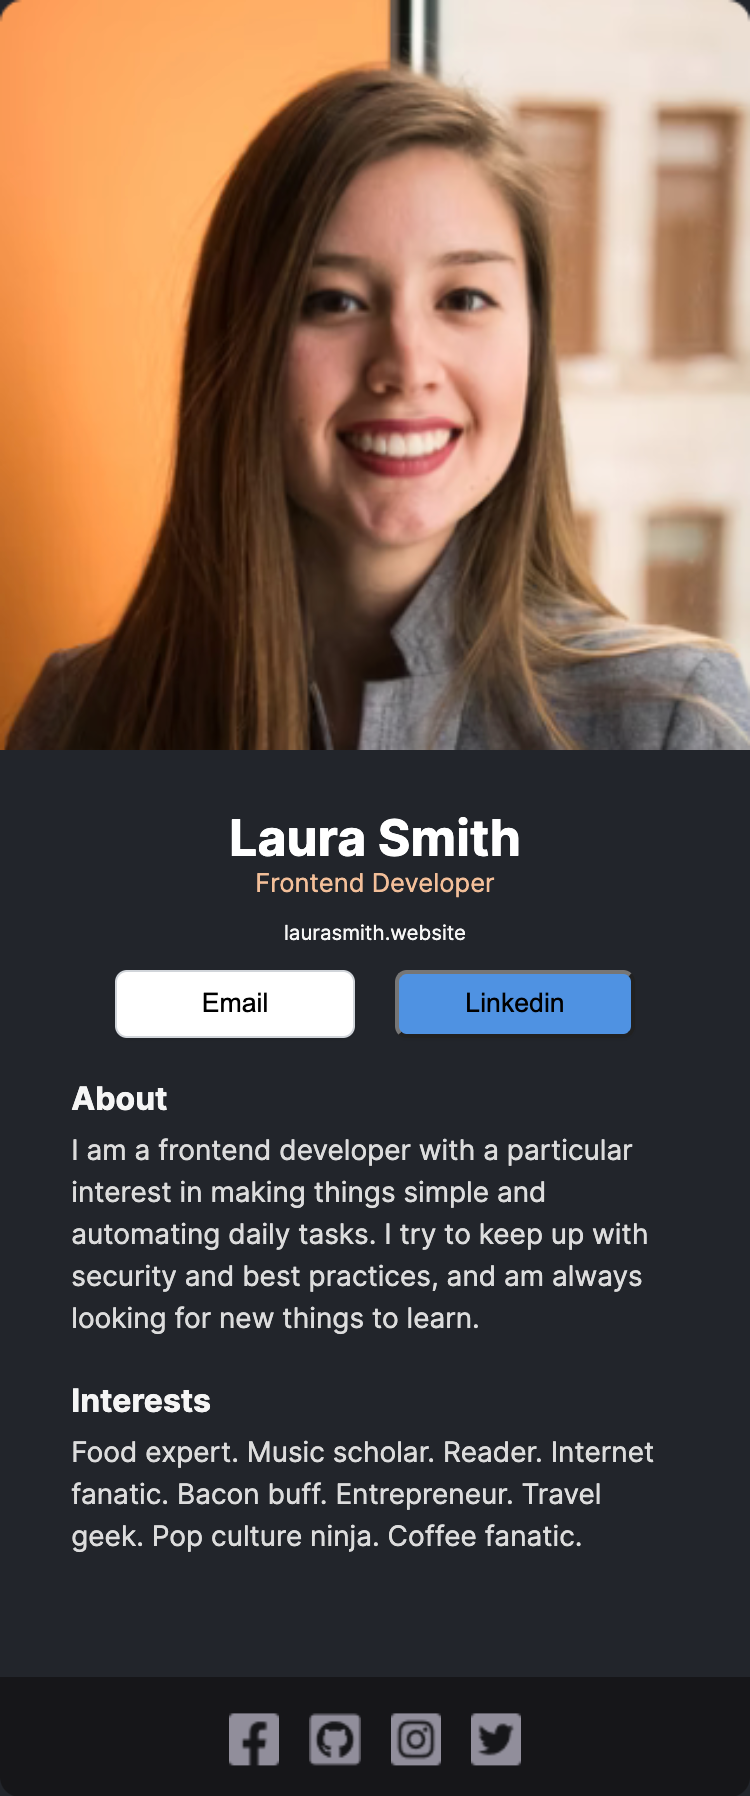 Laura Smith
Frontend Developer
laurasmith.website
Email
Linkedin
About
I am a frontend developer with a particular
interest in making things simple and
automating daily tasks. I try to keep up with
security and best practices, and am always
looking for new things to learn.
Interests
Food expert. Music scholar. Reader. Internet
fanatic. Bacon buff. Entrepreneur. Travel
geek. Pop culture ninja. Coffee fanatic.